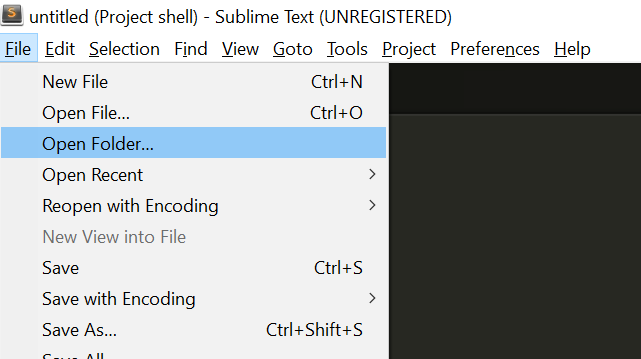 untitled (Project shell) - Sublime Text (UNREGISTERED)
File Edit Selection Find View Goto Tools Project Preferences Help
New File Ctrl+N
Open File... Ctrl+O
Open Folder...
Open Recent
Reopen with Encoding
New View into File
Save Ctrl+S
Save with Encoding
Save As... Ctrl+Shift+S
Save All